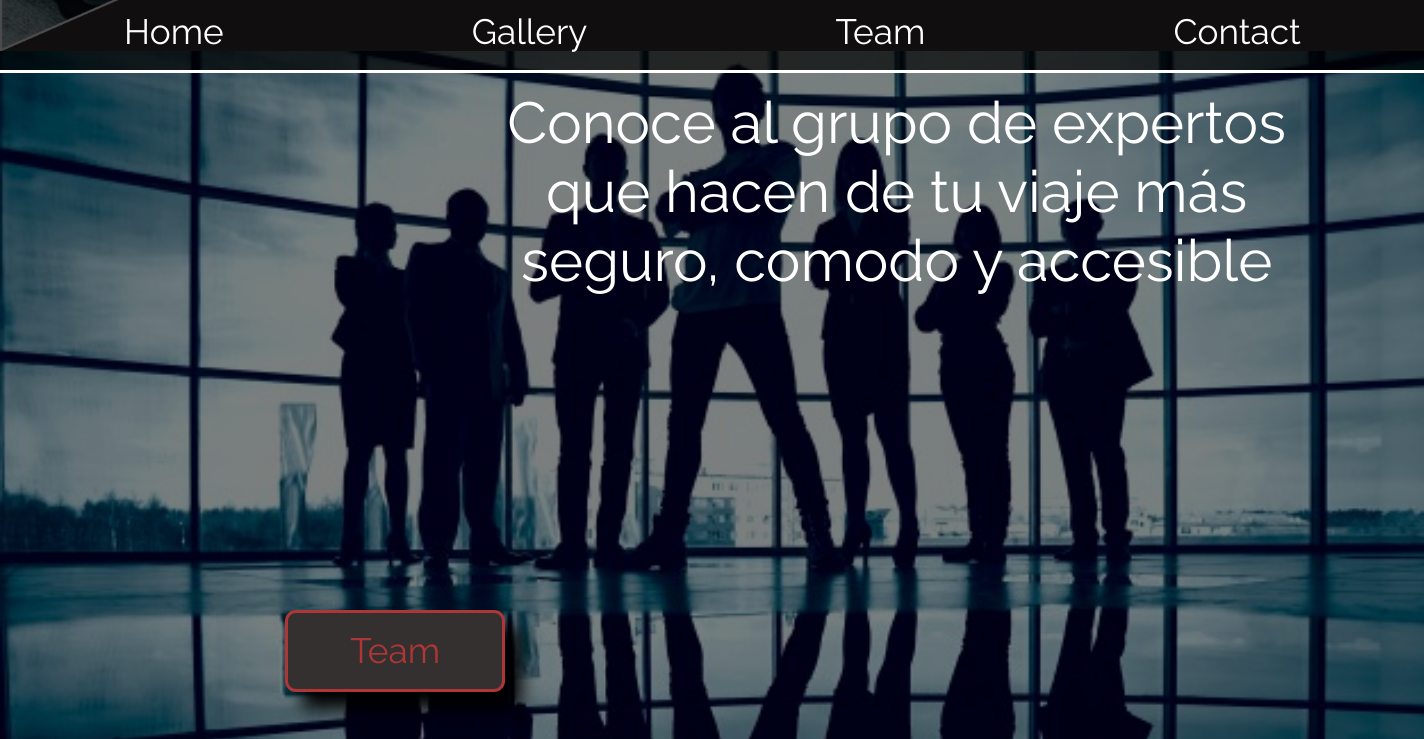 Home Gallery Team Contact
Conoce al grupo de expertos
que hacen de tu viaje más
seguro, comodo y accesible
Team